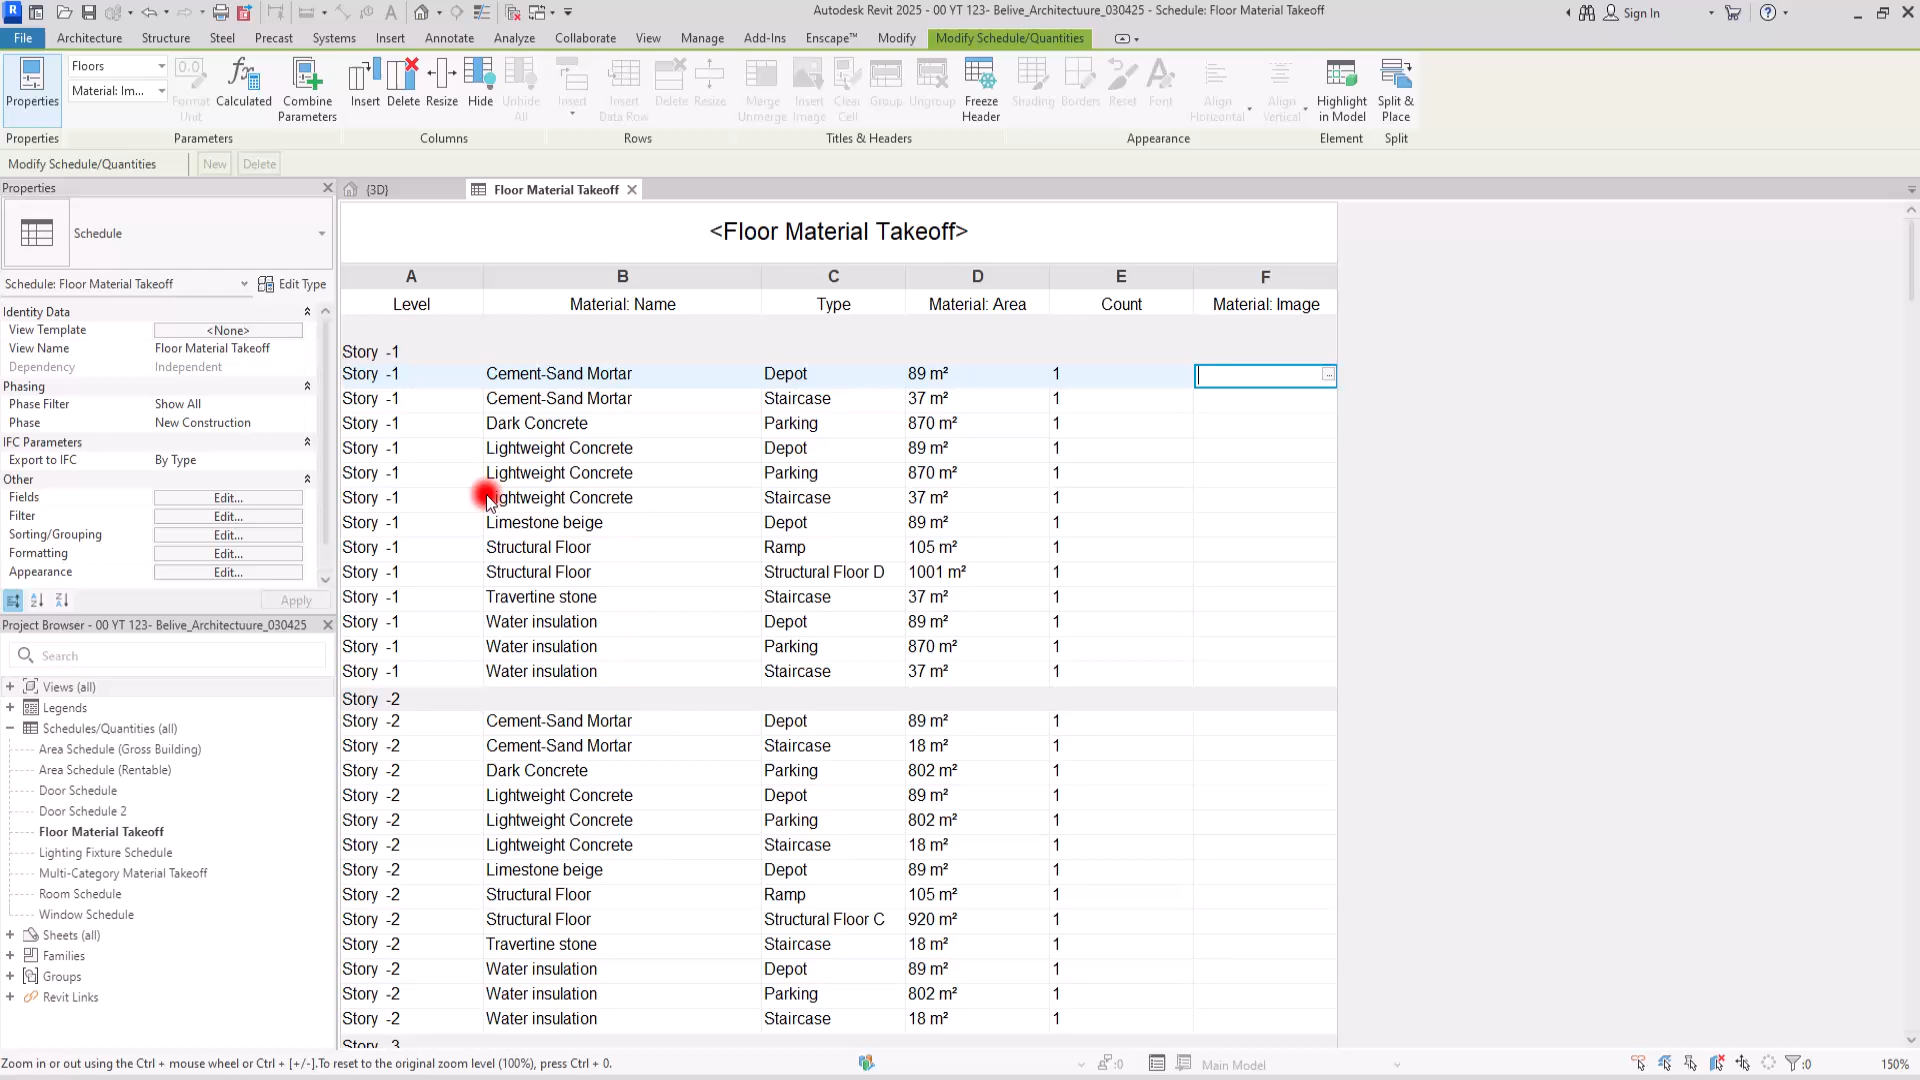 Autodesk Revit 2025 - 00 YT 123- Belive_Architectuure_030425 - Schedule: Floor Material Takeoff
Sign In
File Architecture Structure Steel Precast Systems Insert Annotate Analyze Collaborate View Manage Add-Ins Enscape™ Modify Modify Schedule/Quantities
Properties
Floors
Material: Im...
Format Unit
Calculated
Combine Parameters
Insert Delete Resize Hide Unhide All
Insert
Insert Data Row
Delete Resize
Merge Unmerge
Insert Image
Clear Cell
Group Ungroup
Freeze Header
Shading Borders Reset Font
Align Horizontal
Align Vertical
Highlight in Model
Split & Place
Properties Parameters Columns Rows Titles & Headers Appearance Element Split
Modify Schedule/Quantities New Delete
Properties
Schedule
Schedule: Floor Material Takeoff Edit Type
Identity Data
View Template <None>
View Name Floor Material Takeoff
Dependency Independent
Phasing
Phase Filter Show All
Phase New Construction
IFC Parameters
Export to IFC By Type
Other
Fields Edit...
Filter Edit...
Sorting/Grouping Edit...
Formatting Edit...
Appearance Edit...
Apply
Project Browser - 00 YT 123- Belive_Architectuure_030425
Search
Views (all)
Legends
Schedules/Quantities (all)
Area Schedule (Gross Building)
Area Schedule (Rentable)
Door Schedule
Door Schedule 2
Floor Material Takeoff
Lighting Fixture Schedule
Multi-Category Material Takeoff
Room Schedule
Window Schedule
Sheets (all)
Families
Groups
Revit Links
{3D}
Floor Material Takeoff
<Floor Material Takeoff>
A B C D E F
Level Material: Name Type Material: Area Count Material: Image
Story -1
Story -1 Cement-Sand Mortar Depot 89 m² 1
Story -1 Cement-Sand Mortar Staircase 37 m² 1
Story -1 Dark Concrete Parking 870 m² 1
Story -1 Lightweight Concrete Depot 89 m² 1
Story -1 Lightweight Concrete Parking 870 m² 1
Story -1 Lightweight Concrete Staircase 37 m² 1
Story -1 Limestone beige Depot 89 m² 1
Story -1 Structural Floor Ramp 105 m² 1
Story -1 Structural Floor Structural Floor D 1001 m² 1
Story -1 Travertine stone Staircase 37 m² 1
Story -1 Water insulation Depot 89 m² 1
Story -1 Water insulation Parking 870 m² 1
Story -1 Water insulation Staircase 37 m² 1
Story -2
Story -2 Cement-Sand Mortar Depot 89 m² 1
Story -2 Cement-Sand Mortar Staircase 18 m² 1
Story -2 Dark Concrete Parking 802 m² 1
Story -2 Lightweight Concrete Depot 89 m² 1
Story -2 Lightweight Concrete Parking 802 m² 1
Story -2 Lightweight Concrete Staircase 18 m² 1
Story -2 Limestone beige Depot 89 m² 1
Story -2 Structural Floor Ramp 105 m² 1
Story -2 Structural Floor Structural Floor C 920 m² 1
Story -2 Travertine stone Staircase 18 m² 1
Story -2 Water insulation Depot 89 m² 1
Story -2 Water insulation Parking 802 m² 1
Story -2 Water insulation Staircase 18 m² 1
Story -3
Zoom in or out using the Ctrl + mouse wheel or Ctrl + [+/-].To reset to the original zoom level (100%), press Ctrl + 0.
:0
Main Model
:0
150%